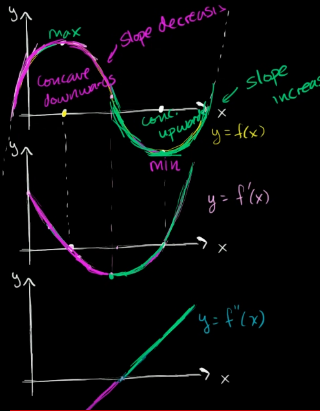 y
max
slope decreasi
concave
downwards
conc.
upwards
slope
increas
x
y = f(x)
min
y
y = f'(x)
x
y
y = f''(x)
x